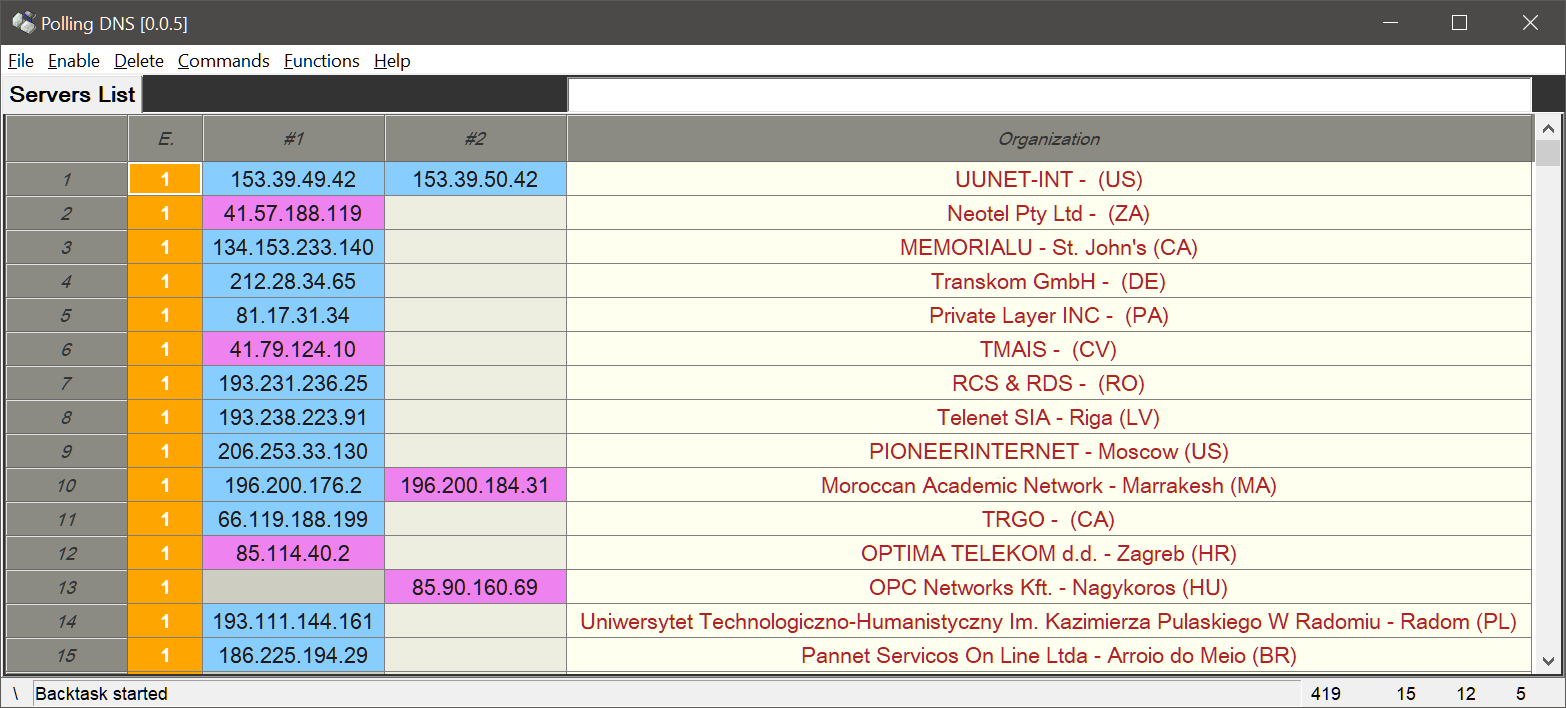 Polling DNS [0.0.5]
File Enable Delete Commands Functions Help
Servers List
E. #1 #2 Organization
1 1 153.39.49.42 153.39.50.42 UUNET-INT - (US)
2 1 41.57.188.119 Neotel Pty Ltd - (ZA)
3 1 134.153.233.140 MEMORIALU - St. John's (CA)
4 1 212.28.34.65 Transkom GmbH - (DE)
5 1 81.17.31.34 Private Layer INC - (PA)
6 1 41.79.124.10 TMAIS - (CV)
7 1 193.231.236.25 RCS & RDS - (RO)
8 1 193.238.223.91 Telenet SIA - Riga (LV)
9 1 206.253.33.130 PIONEERINTERNET - Moscow (US)
10 1 196.200.176.2 196.200.184.31 Moroccan Academic Network - Marrakesh (MA)
11 1 66.119.188.199 TRGO - (CA)
12 1 85.114.40.2 OPTIMA TELEKOM d.d. - Zagreb (HR)
13 1 85.90.160.69 OPC Networks Kft. - Nagykoros (HU)
14 1 193.111.144.161 Uniwersytet Technologiczno-Humanistyczny Im. Kazimierza Pulaskiego W Radomiu - Radom (PL)
15 1 186.225.194.29 Pannet Servicos On Line Ltda - Arroio do Meio (BR)
\ Backtask started 419 15 12 5